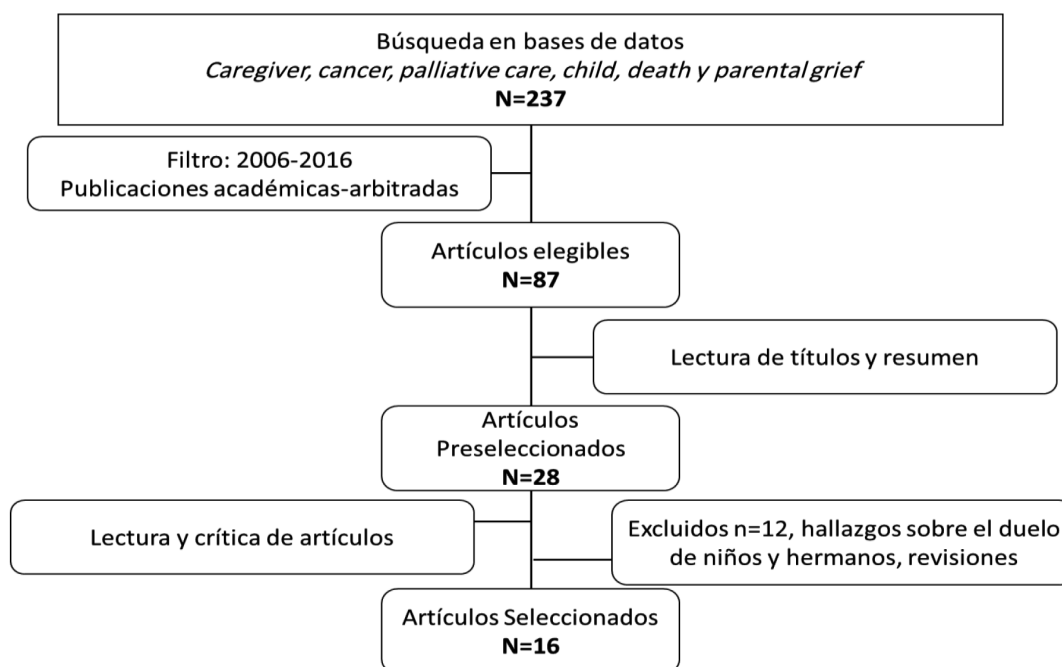 Búsqueda en bases de datos
Caregiver, cancer, palliative care, child, death y parental grief
N=237
Filtro: 2006-2016
Publicaciones académicas-arbitradas
Artículos elegibles
N=87
Lectura de títulos y resumen
Artículos
Preseleccionados
N=28
Lectura y crítica de artículos
Excluidos n=12, hallazgos sobre el duelo
de niños y hermanos, revisiones
Artículos Seleccionados
N=16